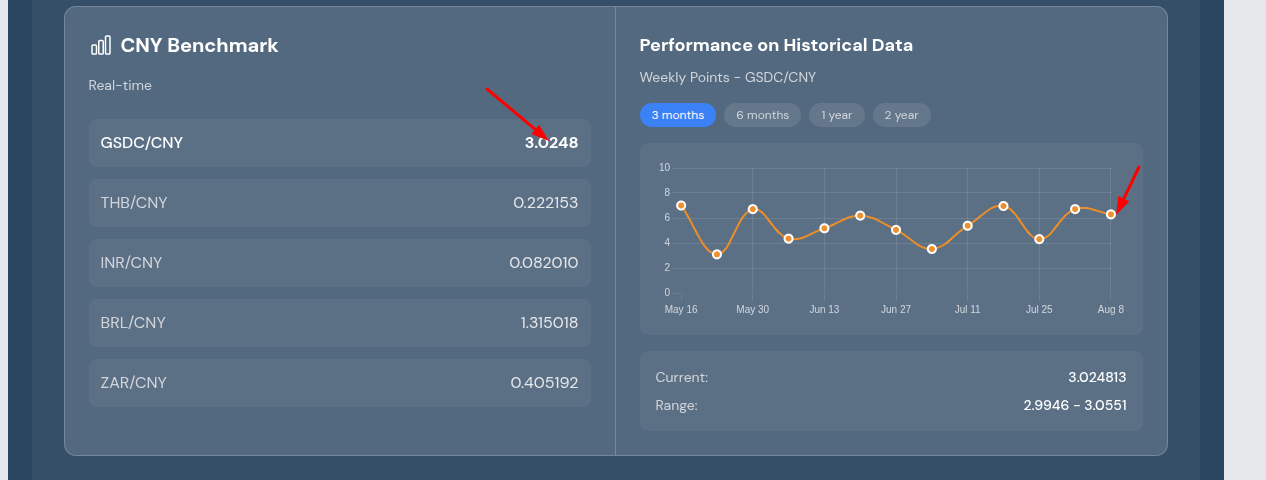 CNY Benchmark
Real-time
GSDC/CNY 3.0248
THB/CNY 0.222153
INR/CNY 0.082010
BRL/CNY 1.315018
ZAR/CNY 0.405192
Performance on Historical Data
Weekly Points - GSDC/CNY
3 months 6 months 1 year 2 year
10
8
6
4
2
0
May 16 May 30 Jun 13 Jun 27 Jul 11 Jul 25 Aug 8
Current: 3.024813
Range: 2.9946 - 3.0551